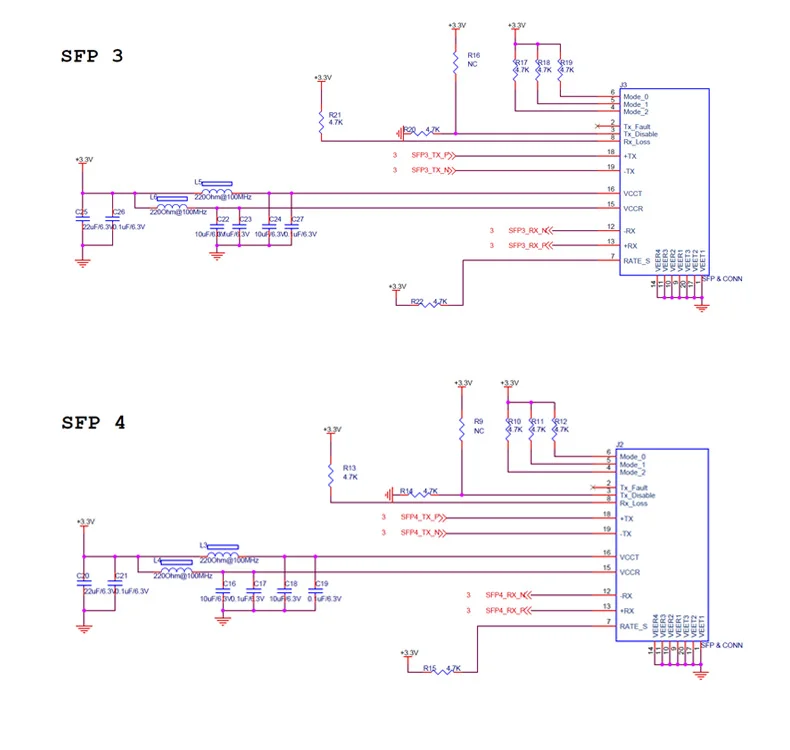 SFP 3
+3.3V
+3.3V
R16
NC
R17
4.7K
R18
4.7K
R19
4.7K
+3.3V
R21
4.7K
R20
4.7K
J3
6
Mode_0
5
Mode_1
4
Mode_2
2
Tx_Fault
3
Tx_Disable
8
Rx_Loss
3 SFP3_TX_P
18
+TX
3 SFP3_TX_N
19
-TX
+3.3V
L5
220Ohm@100MHz
L6
220Ohm@100MHz
16
VCCT
15
VCCR
C25
22uF/6.3V
C26
0.1uF/6.3V
C22
10uF/6.3V
C23
C24
10uF/6.3V
C27
0.1uF/6.3V
3 SFP3_RX_N
12
-RX
3 SFP3_RX_P
13
+RX
7
RATE_S
VEER4
VEER3
VEER2
VEER1
VEET3
VEET2
VEET1
14
11
10
9
20
17
1
SFP & CONN
+3.3V
R22
4.7K
SFP 4
+3.3V
+3.3V
R9
NC
R10
4.7K
R11
4.7K
R12
4.7K
+3.3V
R13
4.7K
R14
4.7K
J2
6
Mode_0
5
Mode_1
4
Mode_2
2
Tx_Fault
3
Tx_Disable
8
Rx_Loss
3 SFP4_TX_P
18
+TX
3 SFP4_TX_N
19
-TX
+3.3V
L3
220Ohm@100MHz
L4
220Ohm@100MHz
16
VCCT
15
VCCR
C20
22uF/6.3V
C21
0.1uF/6.3V
C16
10uF/6.3V
C17
0.1uF/6.3V
C18
10uF/6.3V
C19
0.1uF/6.3V
3 SFP4_RX_N
12
-RX
3 SFP4_RX_P
13
+RX
7
RATE_S
VEER4
VEER3
VEER2
VEER1
VEET3
VEET2
VEET1
14
11
10
9
20
17
1
SFP & CONN
+3.3V
R15
4.7K